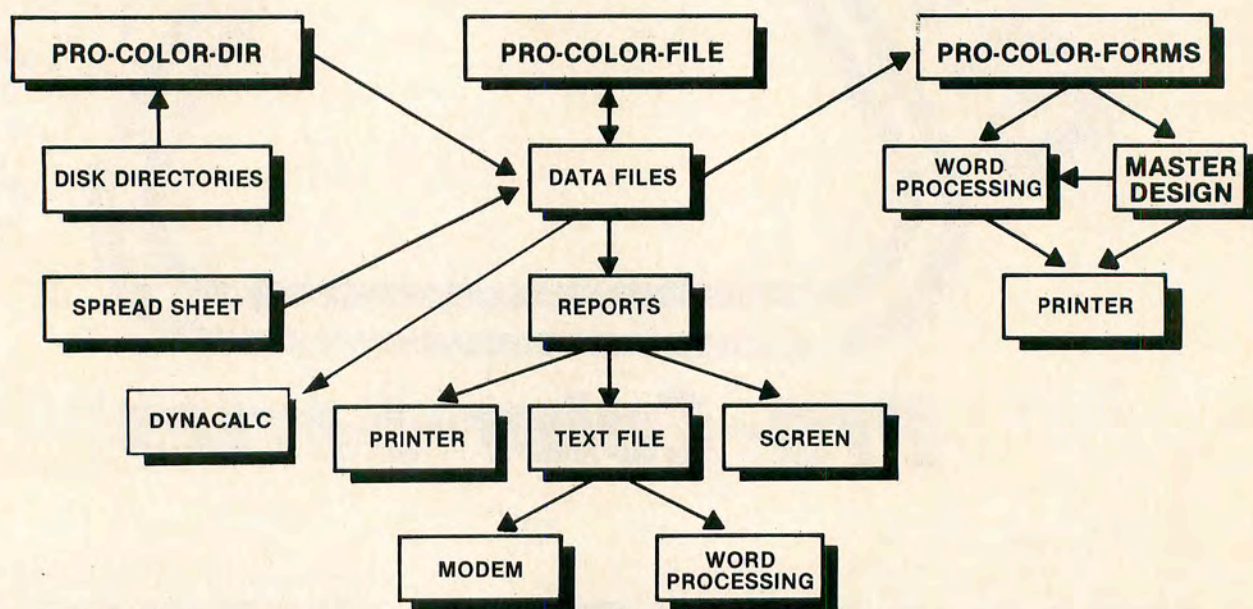 PRO-COLOR-DIR
PRO-COLOR-FILE
PRO-COLOR-FORMS
DISK DIRECTORIES
DATA FILES
WORD
PROCESSING
MASTER
DESIGN
SPREAD SHEET
REPORTS
PRINTER
DYNACALC
PRINTER
TEXT FILE
SCREEN
MODEM
WORD
PROCESSING